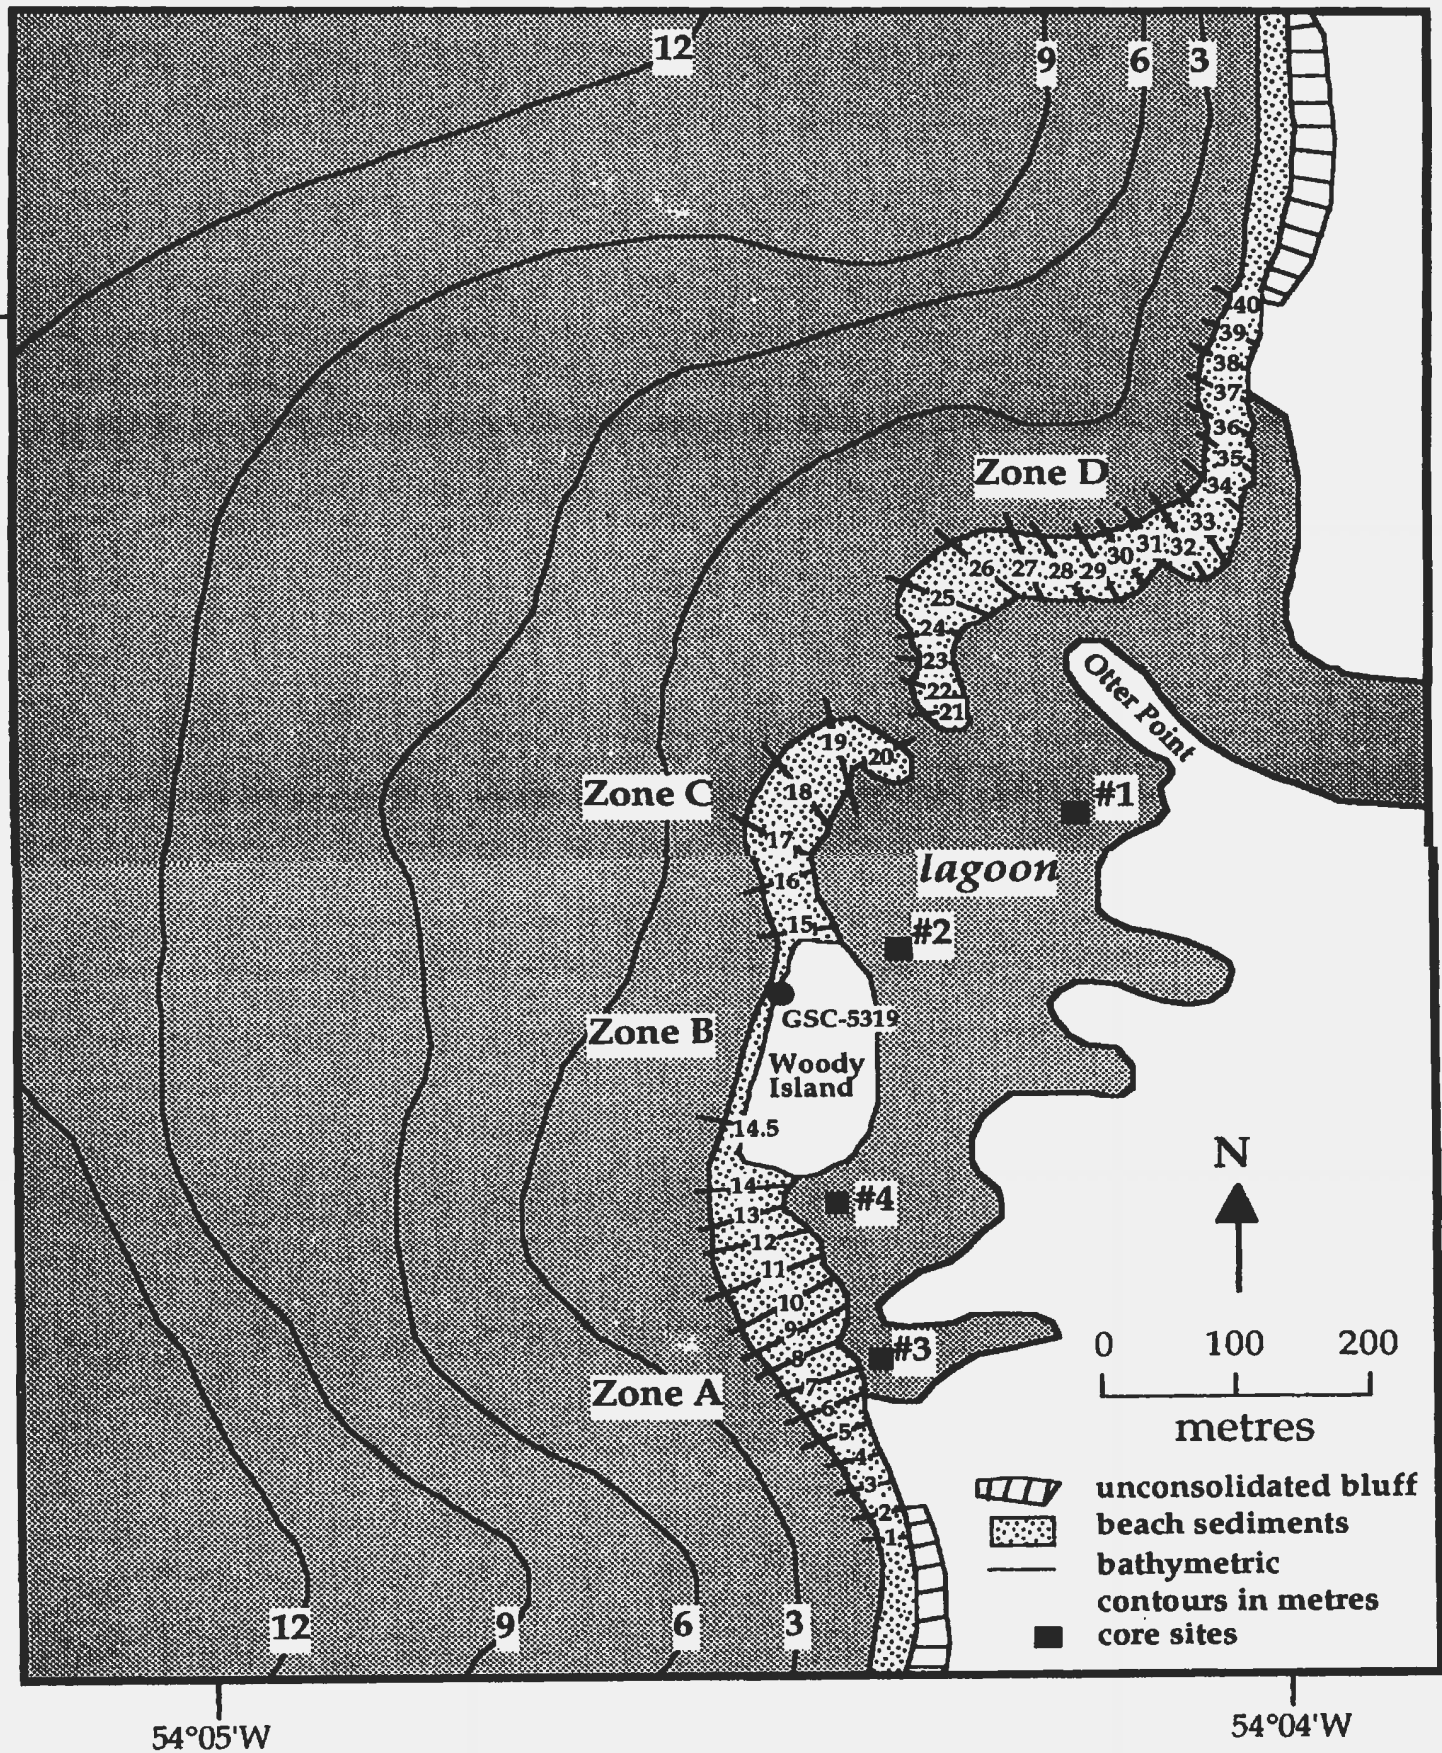 12
9
6
3
40
39
38
37
36
35
34
33
32
31
30
29
28
27
26
25
24
23
22
21
Zone D
Otter Point
19
20
18
17
16
15
Zone C
#1
lagoon
#2
GSC-5319
Zone B
Woody
Island
14.5
14
13
12
11
10
9
8
7
6
5
4
3
2
1
#4
#3
Zone A
N
0 100 200
metres
unconsolidated bluff
beach sediments
bathymetric
contours in metres
core sites
12
9
6
3
54°05'W
54°04'W